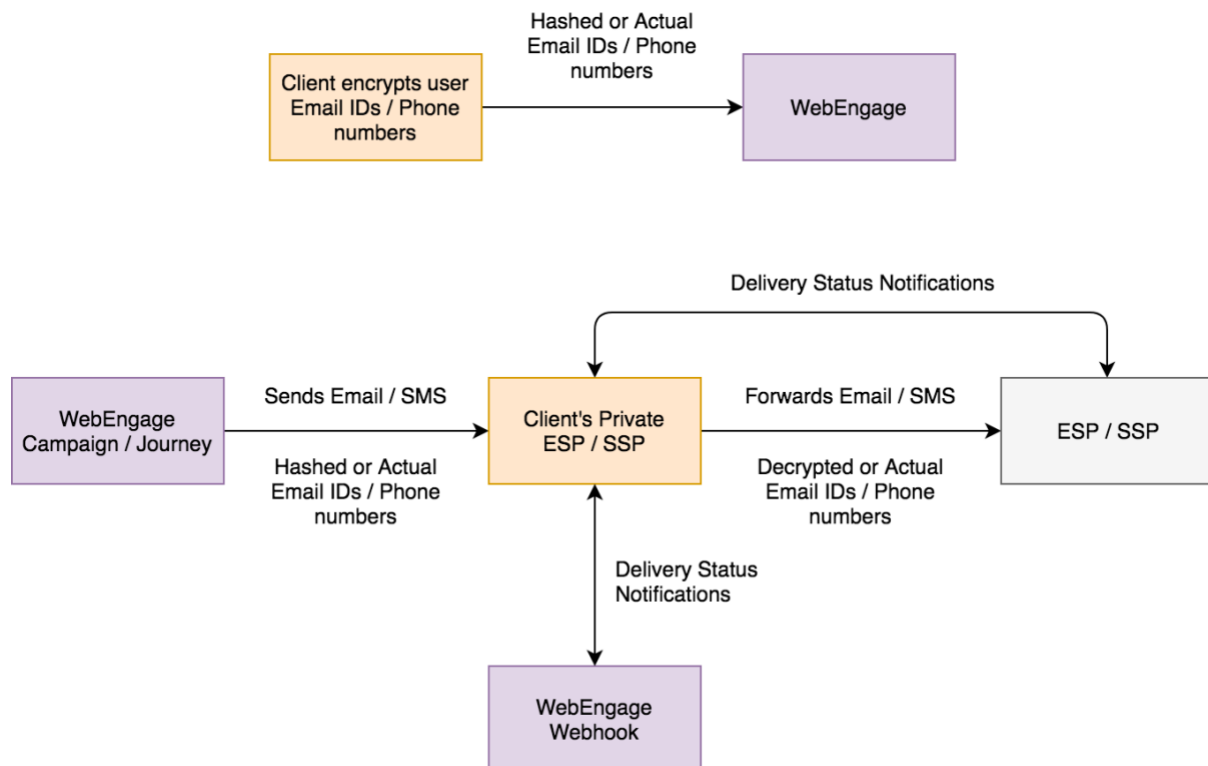 Hashed or Actual
Email IDs / Phone
numbers
Client encrypts user
Email IDs / Phone
numbers
WebEngage
Delivery Status Notifications
WebEngage
Campaign / Journey
Sends Email / SMS
Hashed or Actual
Email IDs / Phone
numbers
Client's Private
ESP / SSP
Forwards Email / SMS
Decrypted or Actual
Email IDs / Phone
numbers
ESP / SSP
Delivery Status
Notifications
WebEngage
Webhook